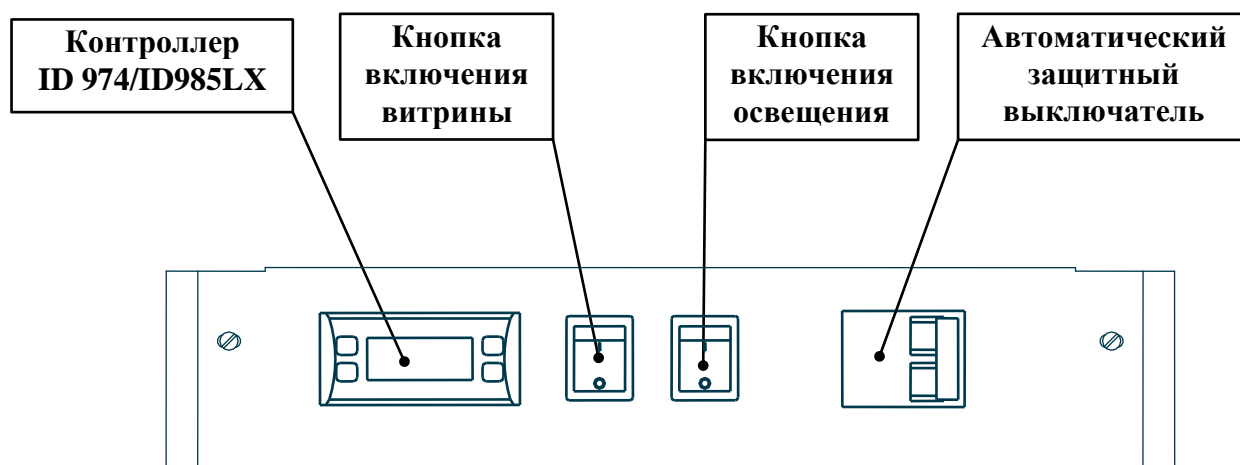 Контроллер
ID 974/ID985LX
Кнопка
включения
витрины
Кнопка
включения
освещения
Автоматический
защитный
выключатель